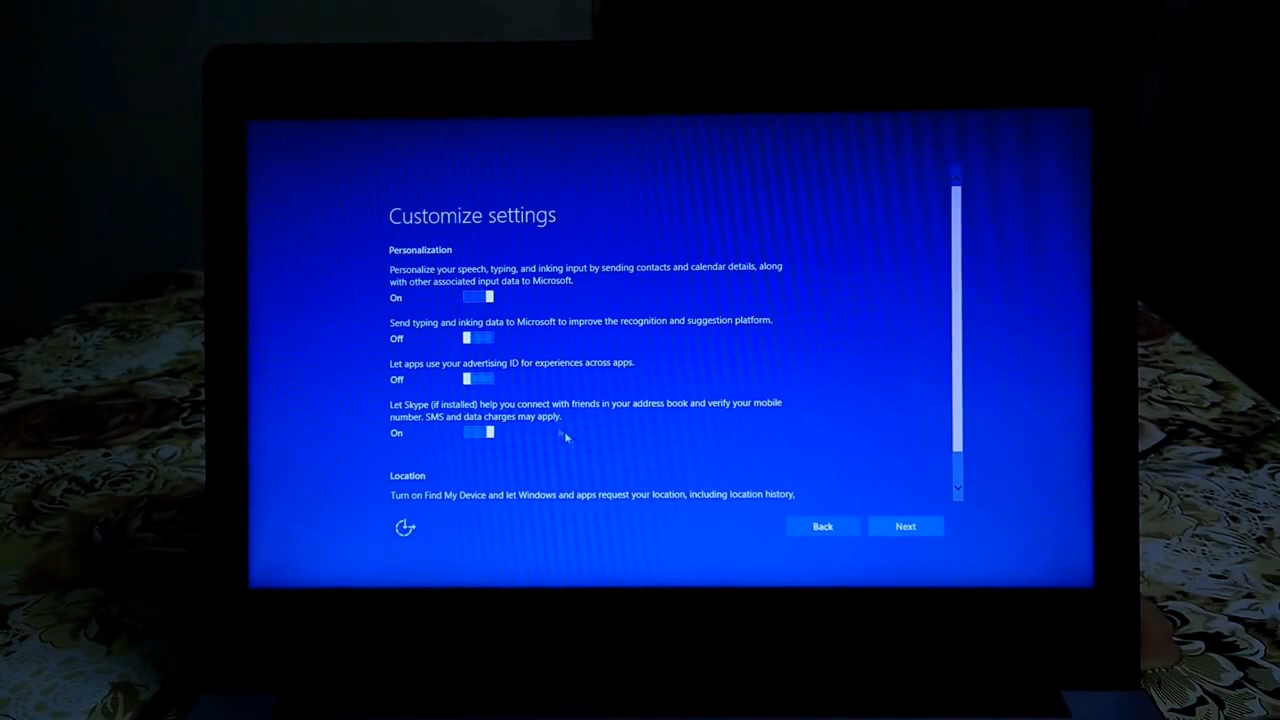 Customize settings
Personalization
Personalize your speech, typing, and inking input by sending contacts and calendar details, along
with other associated input data to Microsoft.
On
Send typing and inking data to Microsoft to improve the recognition and suggestion platform.
Off
Let apps use your advertising ID for experiences across apps.
Off
Let Skype (if installed) help you connect with friends in your address book and verify your mobile
number. SMS and data charges may apply.
On
Location
Turn on Find My Device and let Windows and apps request your location, including location history,
Back
Next